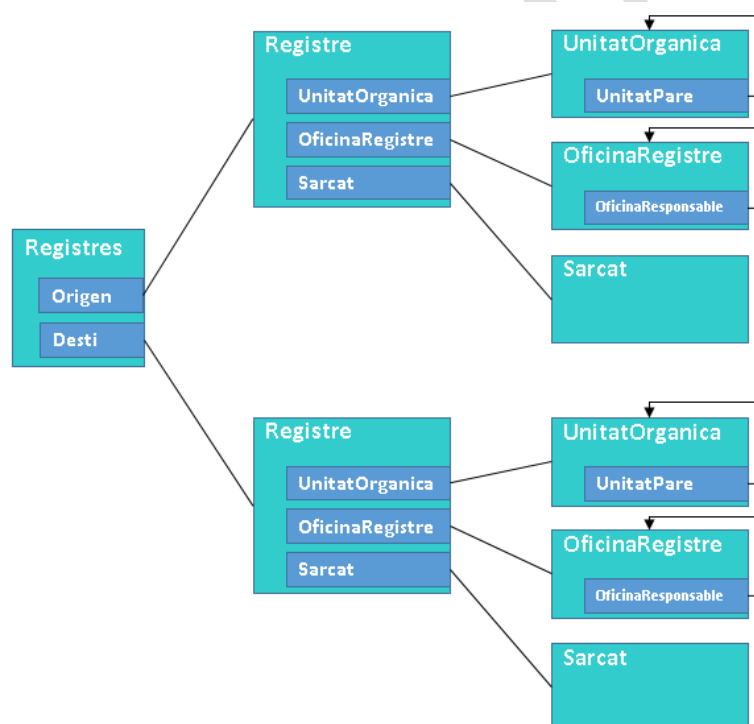 Registres
Origen
Desti
Registre
UnitatOrganica
OficinaRegistre
Sarcat
UnitatOrganica
UnitatPare
OficinaRegistre
OficinaResponsable
Sarcat
Registre
UnitatOrganica
OficinaRegistre
Sarcat
UnitatOrganica
UnitatPare
OficinaRegistre
OficinaResponsable
Sarcat